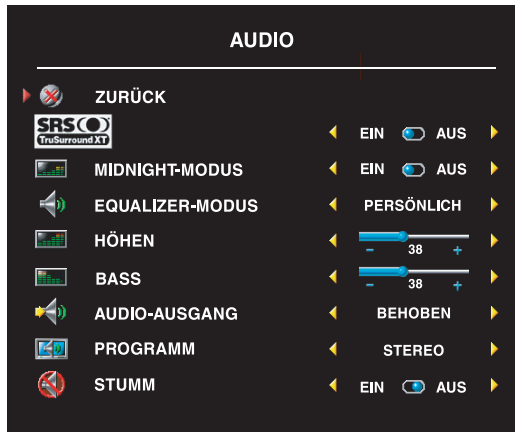 AUDIO
ZURÜCK
SRS
TruSurround XT
EIN AUS
MIDNIGHT-MODUS EIN AUS
EQUALIZER-MODUS PERSÖNLICH
HÖHEN - 38 +
BASS - 38 +
AUDIO-AUSGANG BEHOBEN
PROGRAMM STEREO
STUMM EIN AUS